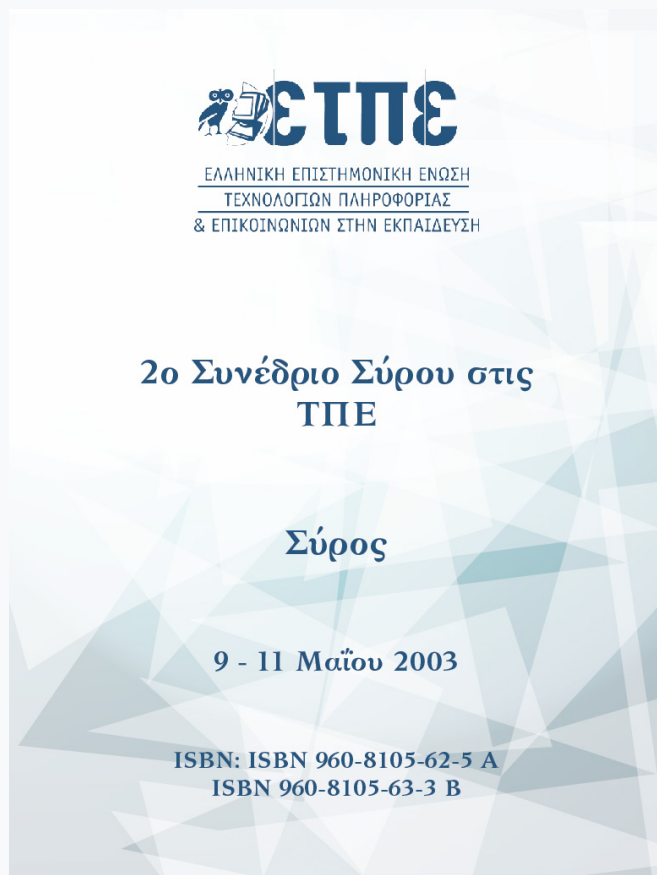 ετπε
ΕΛΛΗΝΙΚΗ ΕΠΙΣΤΗΜΟΝΙΚΗ ΕΝΩΣΗ
ΤΕΧΝΟΛΟΓΙΩΝ ΠΛΗΡΟΦΟΡΙΑΣ
& ΕΠΙΚΟΙΝΩΝΙΩΝ ΣΤΗΝ ΕΚΠΑΙΔΕΥΣΗ
2ο Συνέδριο Σύρου στις
ΤΠΕ
Σύρος
9 - 11 Μαΐου 2003
ISBN: ISBN 960-8105-62-5 A
ISBN 960-8105-63-3 B